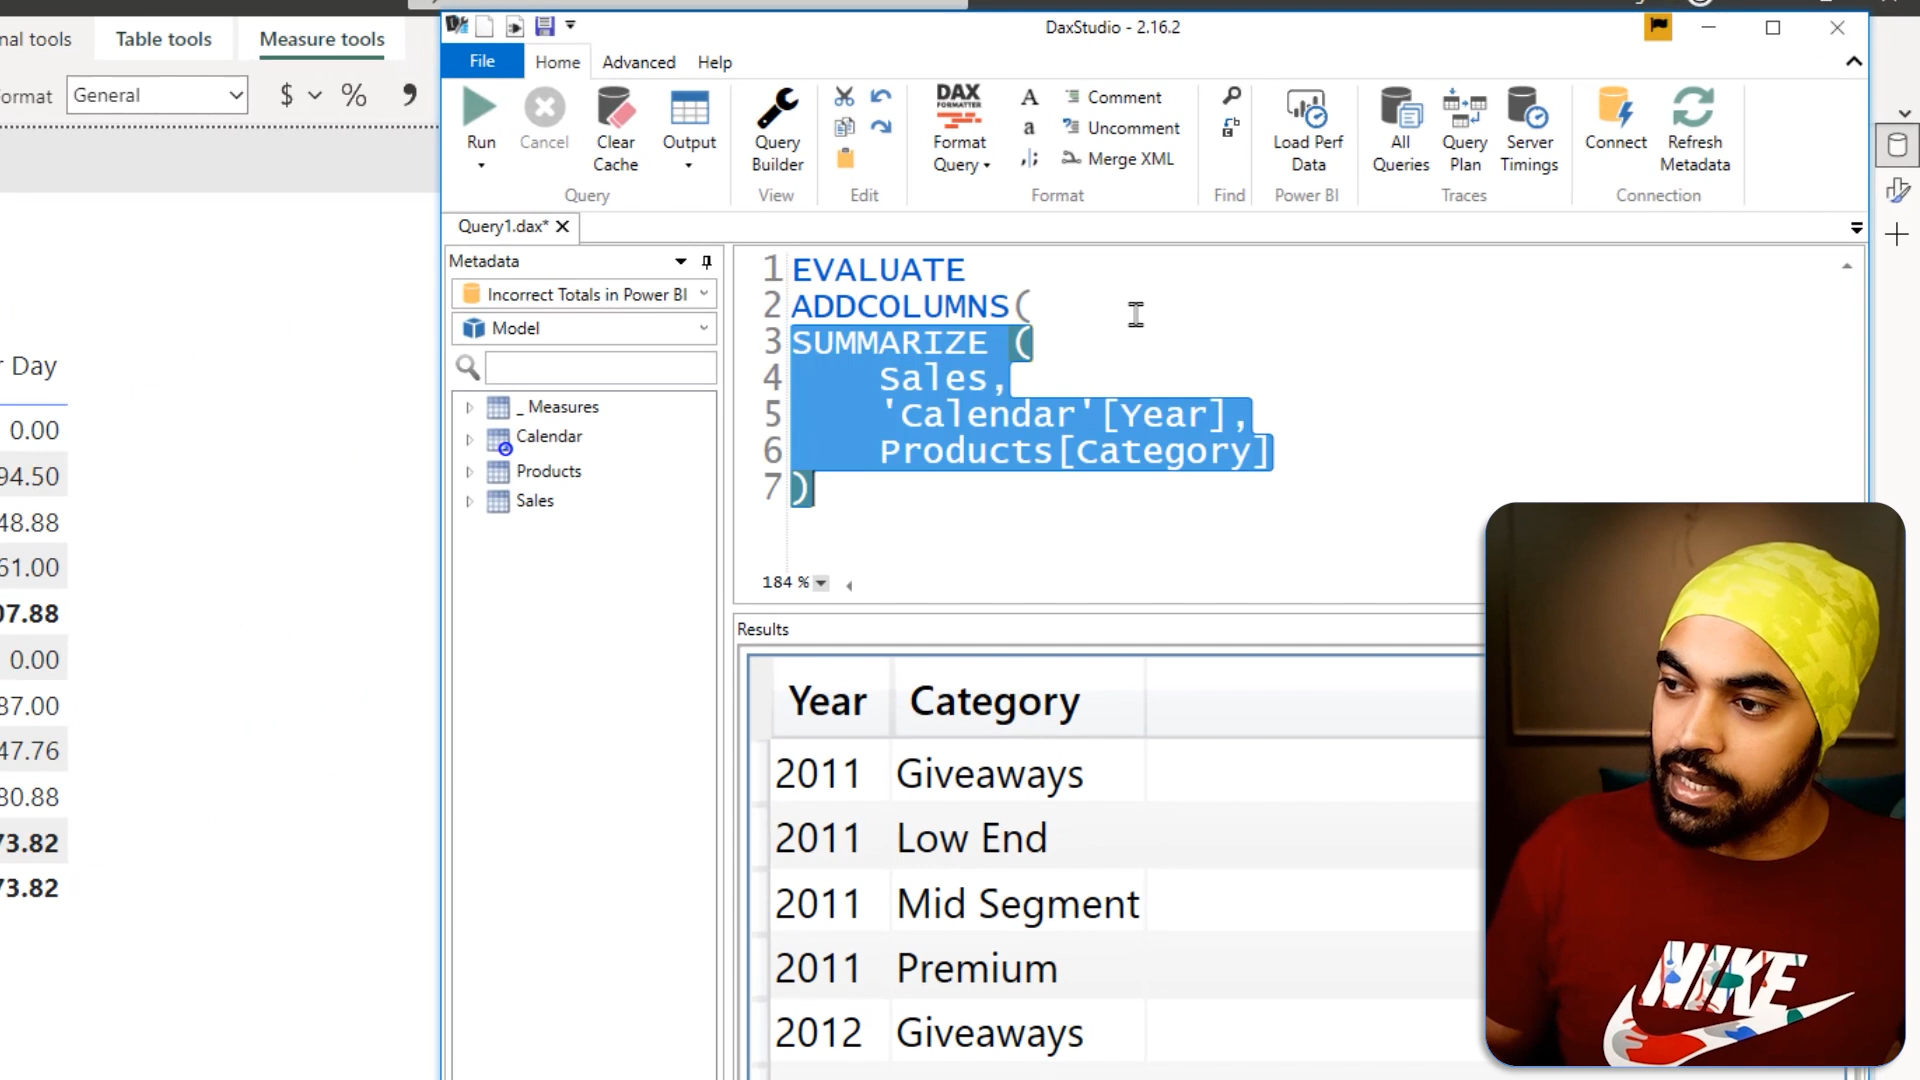 nal tools
Table tools
Measure tools
ormat
General
$
%
r Day
0.00
94.50
48.88
61.00
07.88
0.00
87.00
47.76
80.88
73.82
73.82
DaxStudio - 2.16.2
File
Home
Advanced
Help
Run
Cancel
Clear Cache
Output
Query
Query Builder
View
Edit
DAX FORMATTER
Format Query
A
a
Comment
Uncomment
Merge XML
Format
Find
Load Perf Data
Power BI
All Queries
Query Plan
Server Timings
Traces
Connect
Refresh Metadata
Connection
Query1.dax*
Metadata
Incorrect Totals in Power BI
Model
_ Measures
Calendar
Products
Sales
1 EVALUATE
2 ADDCOLUMNS(
3 SUMMARIZE (
4 Sales,
5 'Calendar'[Year],
6 Products[Category]
7 )
184 %
Results
Year Category
2011 Giveaways
2011 Low End
2011 Mid Segment
2011 Premium
2012 Giveaways
NIKE